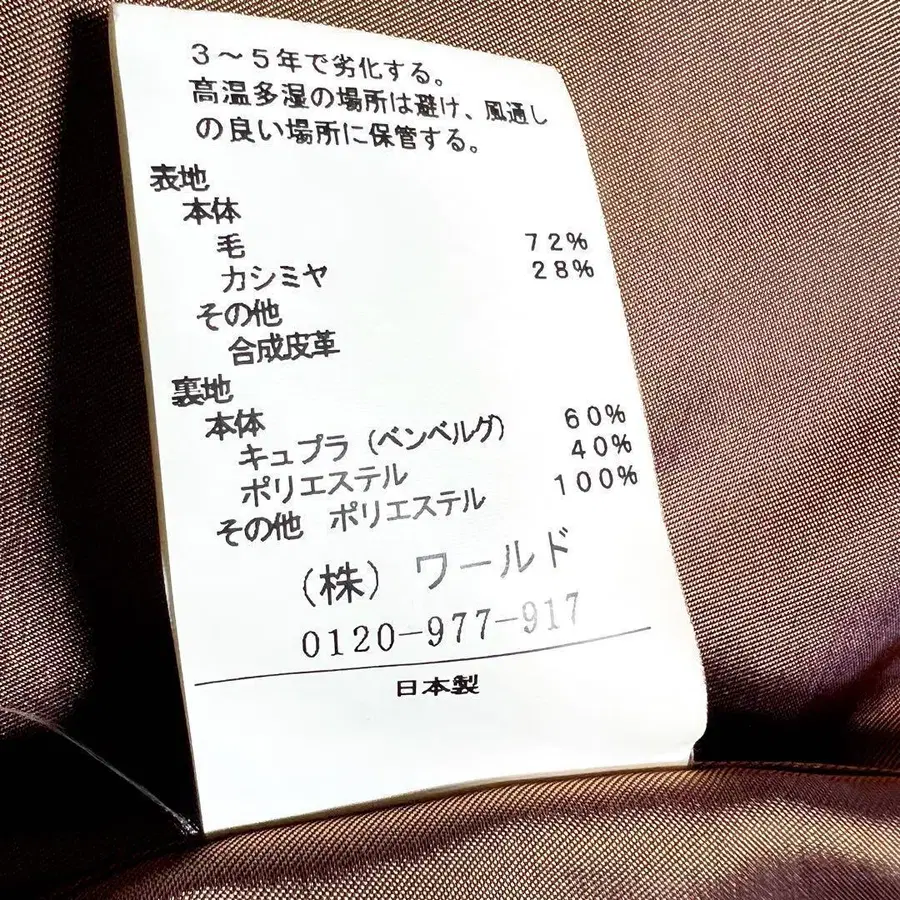 3～5年で劣化する。
高温多湿の場所は避け、風通し
の良い場所に保管する。
表地
本体
毛 72%
カシミヤ 28%
その他
合成皮革
裏地
本体
キュプラ(ベンベルグ) 60%
ポリエステル 40%
その他 ポリエステル 100%
(株) ワールド
0120-977-917
日本製